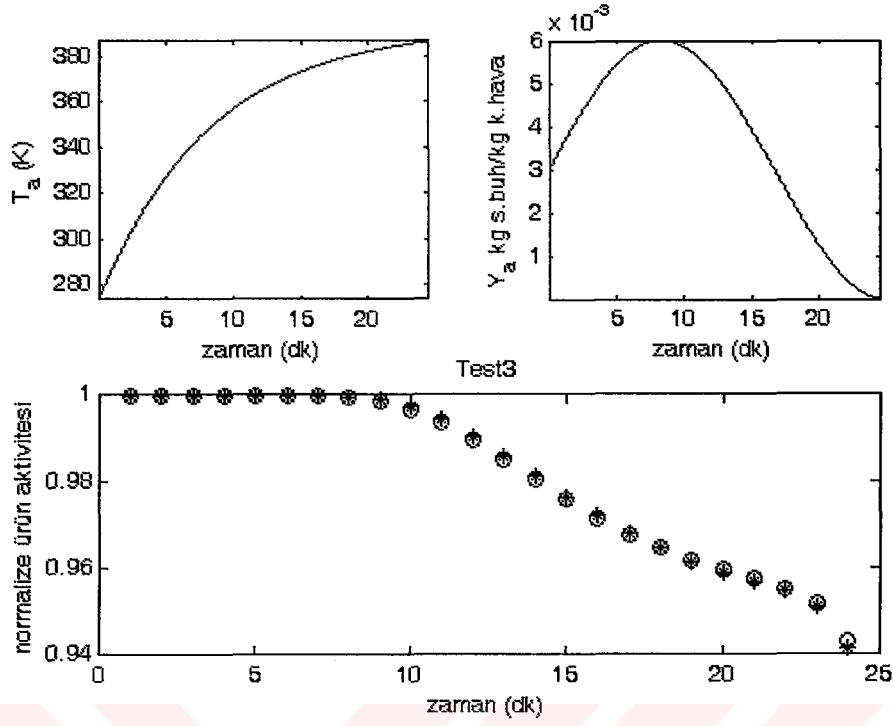 380
360
340
320
300
280
T_a (K)
5 10 15 20
zaman (dk)
× 10^-3
6
5
4
3
2
1
Y_a kg s.buh/kg k.hava
5 10 15 20
zaman (dk)
Test3
1
0.98
0.96
0.94
normalize ürün aktivitesi
0 5 10 15 20 25
zaman (dk)